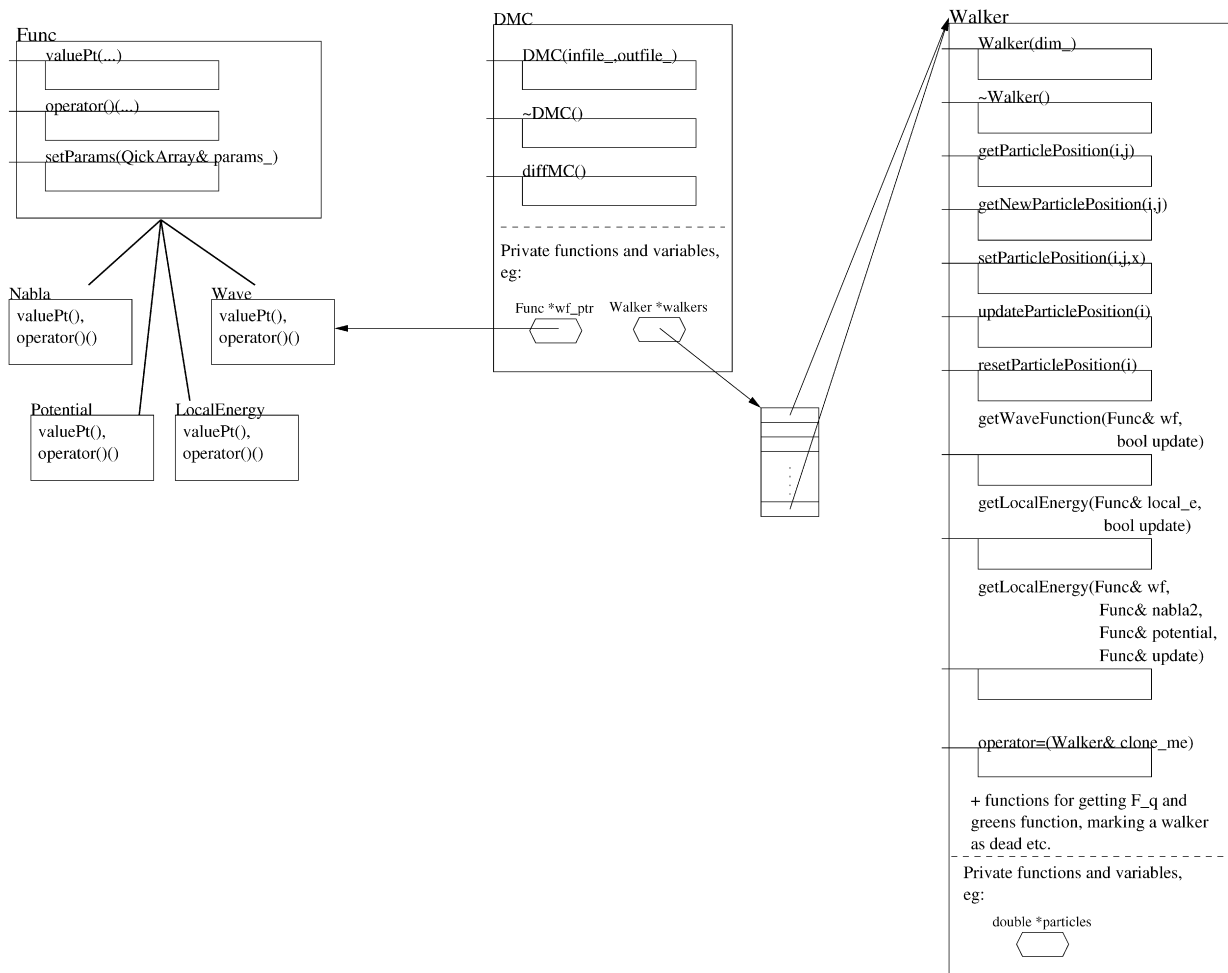 Func
valuePt(...)
operator()(...)
setParams(QickArray& params_)
Nabla
valuePt(),
operator()()
Wave
valuePt(),
operator()()
Potential
valuePt(),
operator()()
LocalEnergy
valuePt(),
operator()()
DMC
DMC(infile_,outfile_)
~DMC()
diffMC()
Private functions and variables,
eg:
Func *wf_ptr
Walker *walkers
Walker
Walker(dim_)
~Walker()
getParticlePosition(i,j)
getNewParticlePosition(i,j)
setParticlePosition(i,j,x)
updateParticlePosition(i)
resetParticlePosition(i)
getWaveFunction(Func& wf,
bool update)
getLocalEnergy(Func& local_e,
bool update)
getLocalEnergy(Func& wf,
Func& nabla2,
Func& potential,
Func& update)
operator=(Walker& clone_me)
+ functions for getting F_q and
greens function, marking a walker
as dead etc.
Private functions and variables,
eg:
double *particles